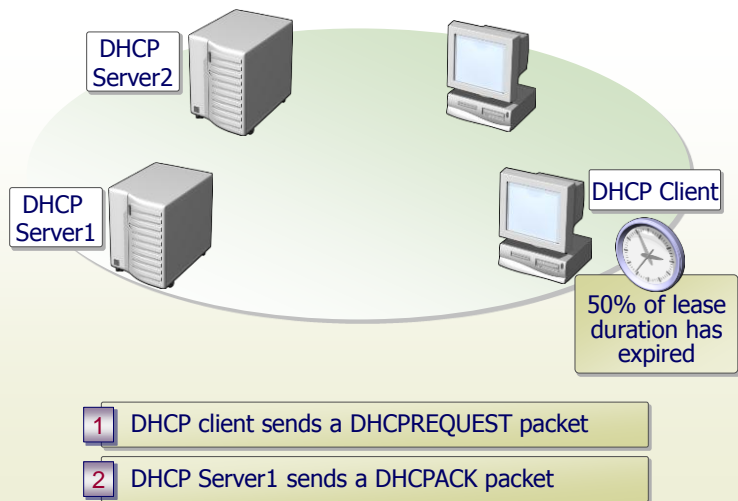 DHCP
Server2
DHCP
Server1
DHCP Client
50% of lease
duration has
expired
1 DHCP client sends a DHCPREQUEST packet
2 DHCP Server1 sends a DHCPACK packet